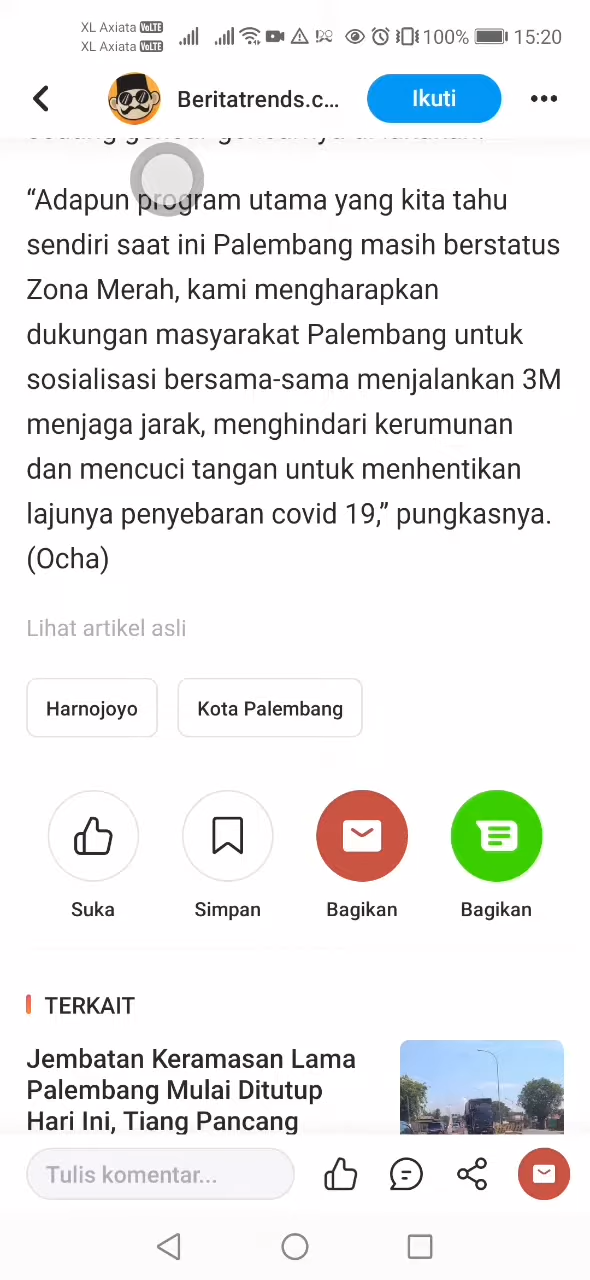 XL Axiata VoLTE
XL Axiata VoLTE
100% 15:20
Beritatrends.c...
Ikuti
“Adapun program utama yang kita tahu
sendiri saat ini Palembang masih berstatus
Zona Merah, kami mengharapkan
dukungan masyarakat Palembang untuk
sosialisasi bersama-sama menjalankan 3M
menjaga jarak, menghindari kerumunan
dan mencuci tangan untuk menhentikan
lajunya penyebaran covid 19,” pungkasnya.
(Ocha)
Lihat artikel asli
Harnojoyo
Kota Palembang
Suka
Simpan
Bagikan
Bagikan
TERKAIT
Jembatan Keramasan Lama
Palembang Mulai Ditutup
Hari Ini, Tiang Pancang
Tulis komentar...